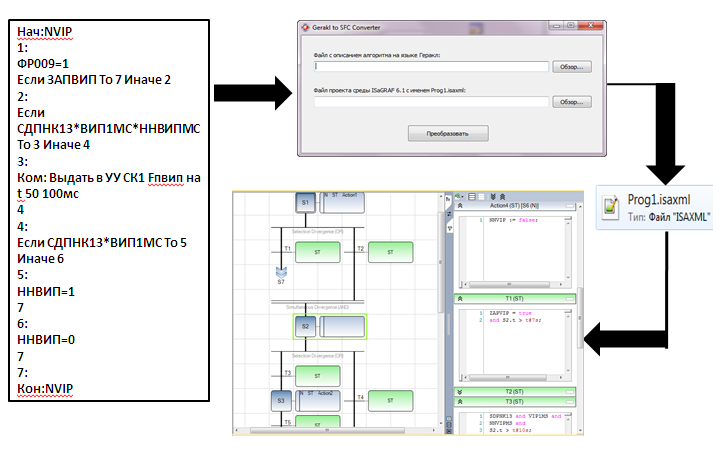 Нач:NVIP
1:
ФР009=1
Если ЗАПВИП То 7 Иначе 2
2:
Если
СДПНК13*ВИП1МС*ННВИПМС
То 3 Иначе 4
3:
Ком: Выдать в УУ СК1 Fпвип на
t 50 100мс
4
4:
Если СДПНК13*ВИП1МС То 5
Иначе 6
5:
ННВИП=1
7
6:
ННВИП=0
7
7:
Кон:NVIP
Gerakl to SFC Converter
Файл с описанием алгоритма на языке Геракл:
Обзор...
Файл проекта среды ISaGRAF 6.1 с именем Prog1.isaxml:
Обзор...
Преобразовать
Prog1.isaxml
Тип: Файл "ISAXML"
S1 N ST Action1
Selection Divergence (OR)
T1 ST T2 ST
S7
Simultaneous Divergence (AND)
S2
Selection Divergence (OR)
T3 ST
S3 N ST Action2 T4 ST
T5 ST
Action4 (ST) [S6 (N)]
1 NNVIP := false;
T1 (ST)
1 ZAPVIP = true
2 and S2.t > t#7s;
T2 (ST)
T3 (ST)
1 SDPNK13 and VIP1MS and
2 NNVIPMS and
3 S2.t > t#10s;